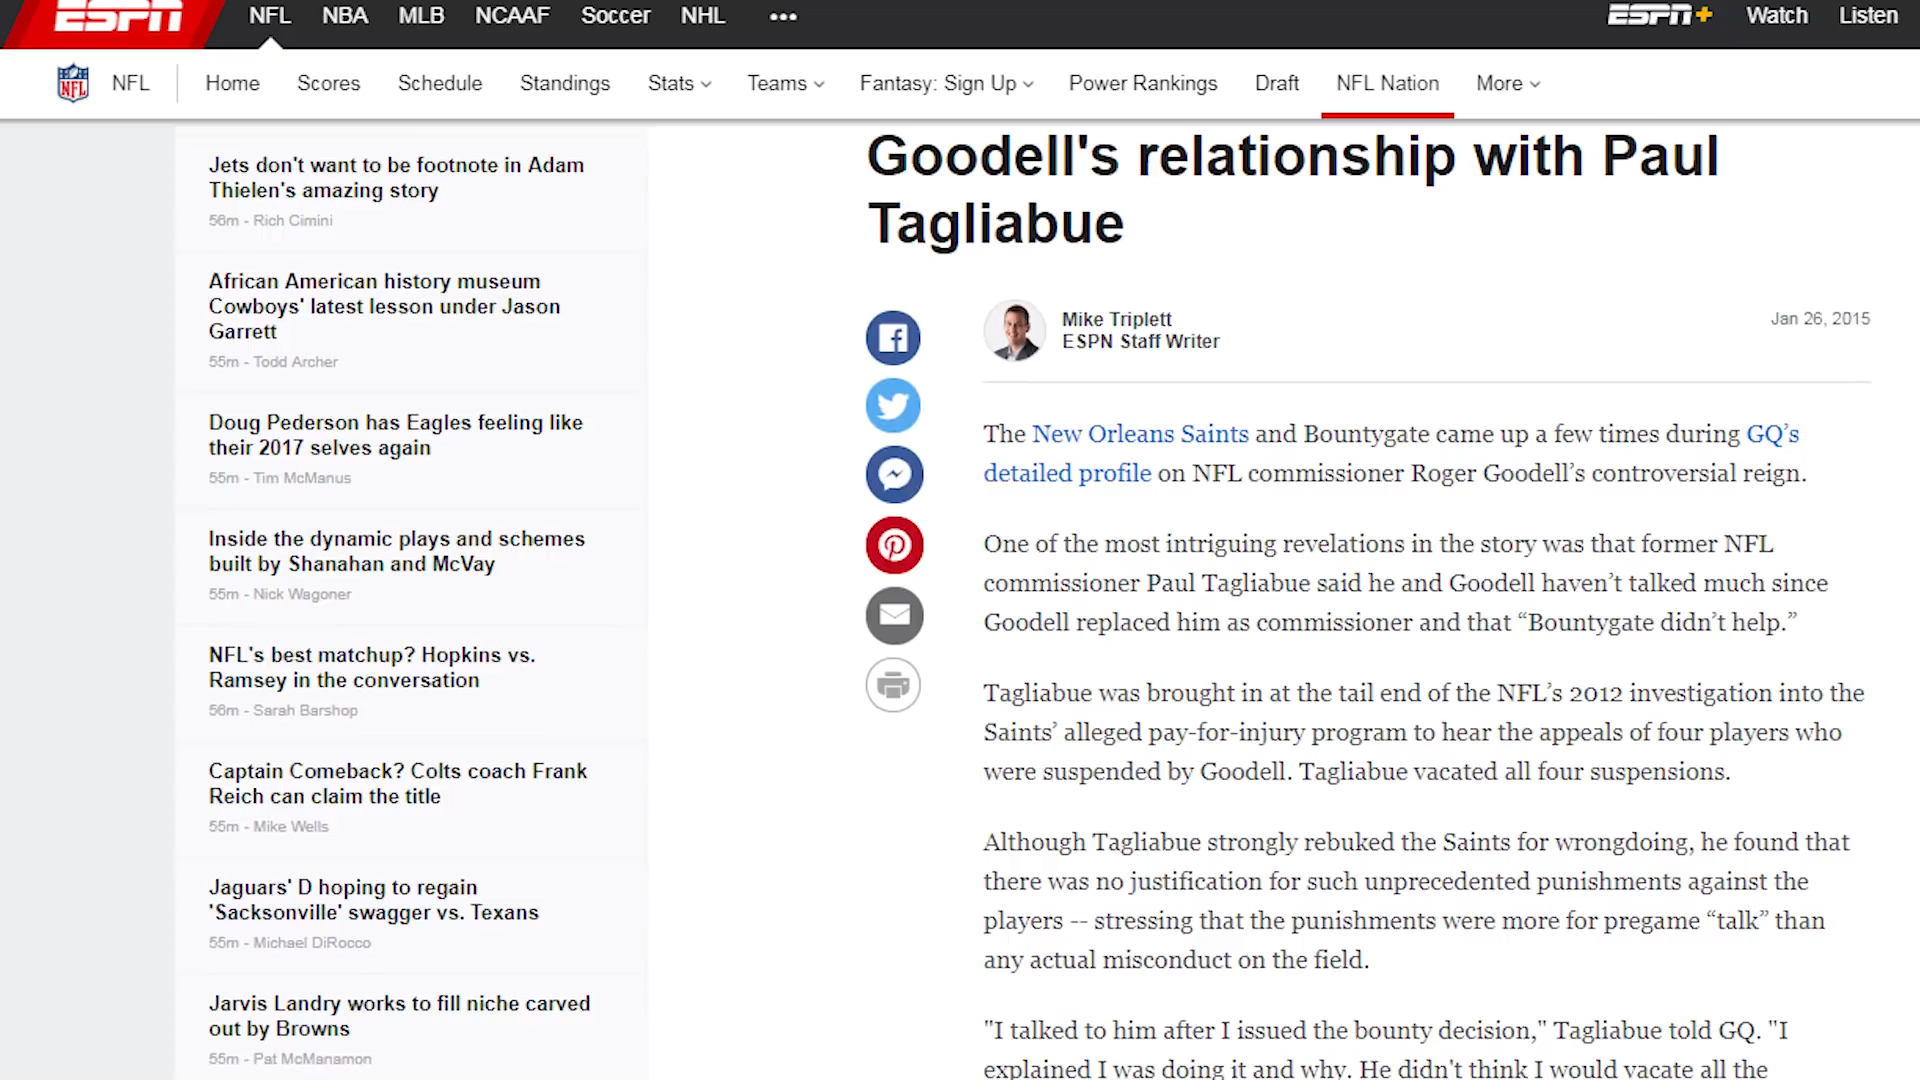 ESPN
NFL NBA MLB NCAAF Soccer NHL •••
ESPN+ Watch Listen
NFL Home Scores Schedule Standings Stats Teams Fantasy: Sign Up Power Rankings Draft NFL Nation More
Jets don't want to be footnote in Adam
Thielen's amazing story
56m - Rich Cimini
African American history museum
Cowboys' latest lesson under Jason
Garrett
55m - Todd Archer
Doug Pederson has Eagles feeling like
their 2017 selves again
55m - Tim McManus
Inside the dynamic plays and schemes
built by Shanahan and McVay
55m - Nick Wagoner
NFL's best matchup? Hopkins vs.
Ramsey in the conversation
56m - Sarah Barshop
Captain Comeback? Colts coach Frank
Reich can claim the title
55m - Mike Wells
Jaguars' D hoping to regain
'Sacksonville' swagger vs. Texans
55m - Michael DiRocco
Jarvis Landry works to fill niche carved
out by Browns
55m - Pat McManamon
Goodell's relationship with Paul
Tagliabue
Mike Triplett
ESPN Staff Writer
Jan 26, 2015
The New Orleans Saints and Bountygate came up a few times during GQ’s
detailed profile on NFL commissioner Roger Goodell’s controversial reign.
One of the most intriguing revelations in the story was that former NFL
commissioner Paul Tagliabue said he and Goodell haven’t talked much since
Goodell replaced him as commissioner and that “Bountygate didn’t help.”
Tagliabue was brought in at the tail end of the NFL’s 2012 investigation into the
Saints’ alleged pay-for-injury program to hear the appeals of four players who
were suspended by Goodell. Tagliabue vacated all four suspensions.
Although Tagliabue strongly rebuked the Saints for wrongdoing, he found that
there was no justification for such unprecedented punishments against the
players -- stressing that the punishments were more for pregame “talk” than
any actual misconduct on the field.
"I talked to him after I issued the bounty decision," Tagliabue told GQ. "I
explained I was doing it and why. He didn't think I would vacate all the